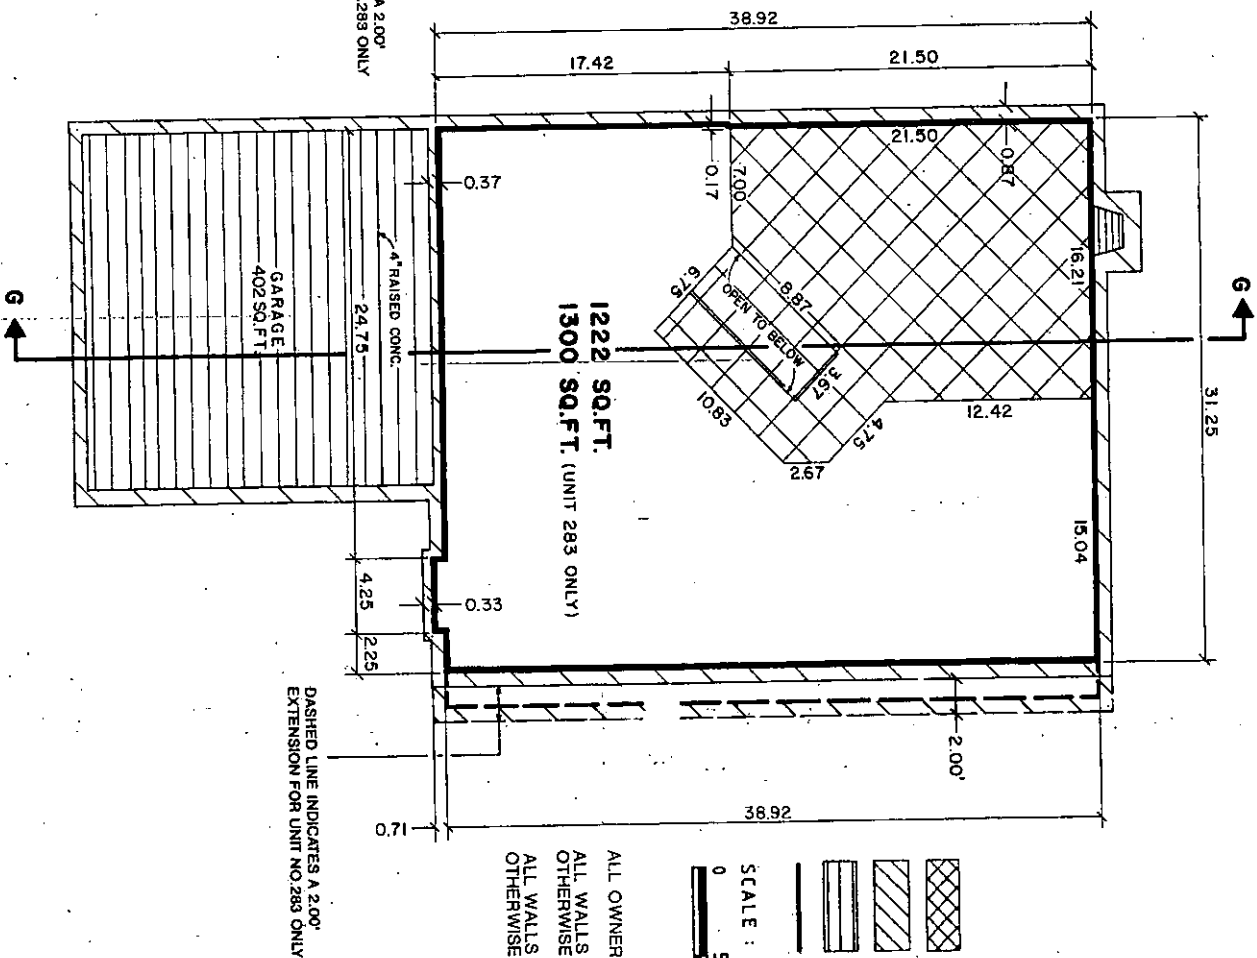 A 2.00'
.283 ONLY
38.92
17.42
21.50
21.50
0.87
0.17
7.00
0.37
16.21
31.25
G
G
4" RAISED CONC.
GARAGE
402 SQ.FT.
24.75
6.75
OPEN TO BELOW
8.87
3.67
10.83
4.75
12.42
2.67
1222 SQ.FT.
1300 SQ.FT. (UNIT 283 ONLY)
15.04
4.25
0.33
2.25
2.00'
38.92
0.71
DASHED LINE INDICATES A 2.00'
EXTENSION FOR UNIT NO.283 ONLY
SCALE :
0
ALL OWNER
ALL WALLS
OTHERWISE
ALL WALLS
OTHERWISE